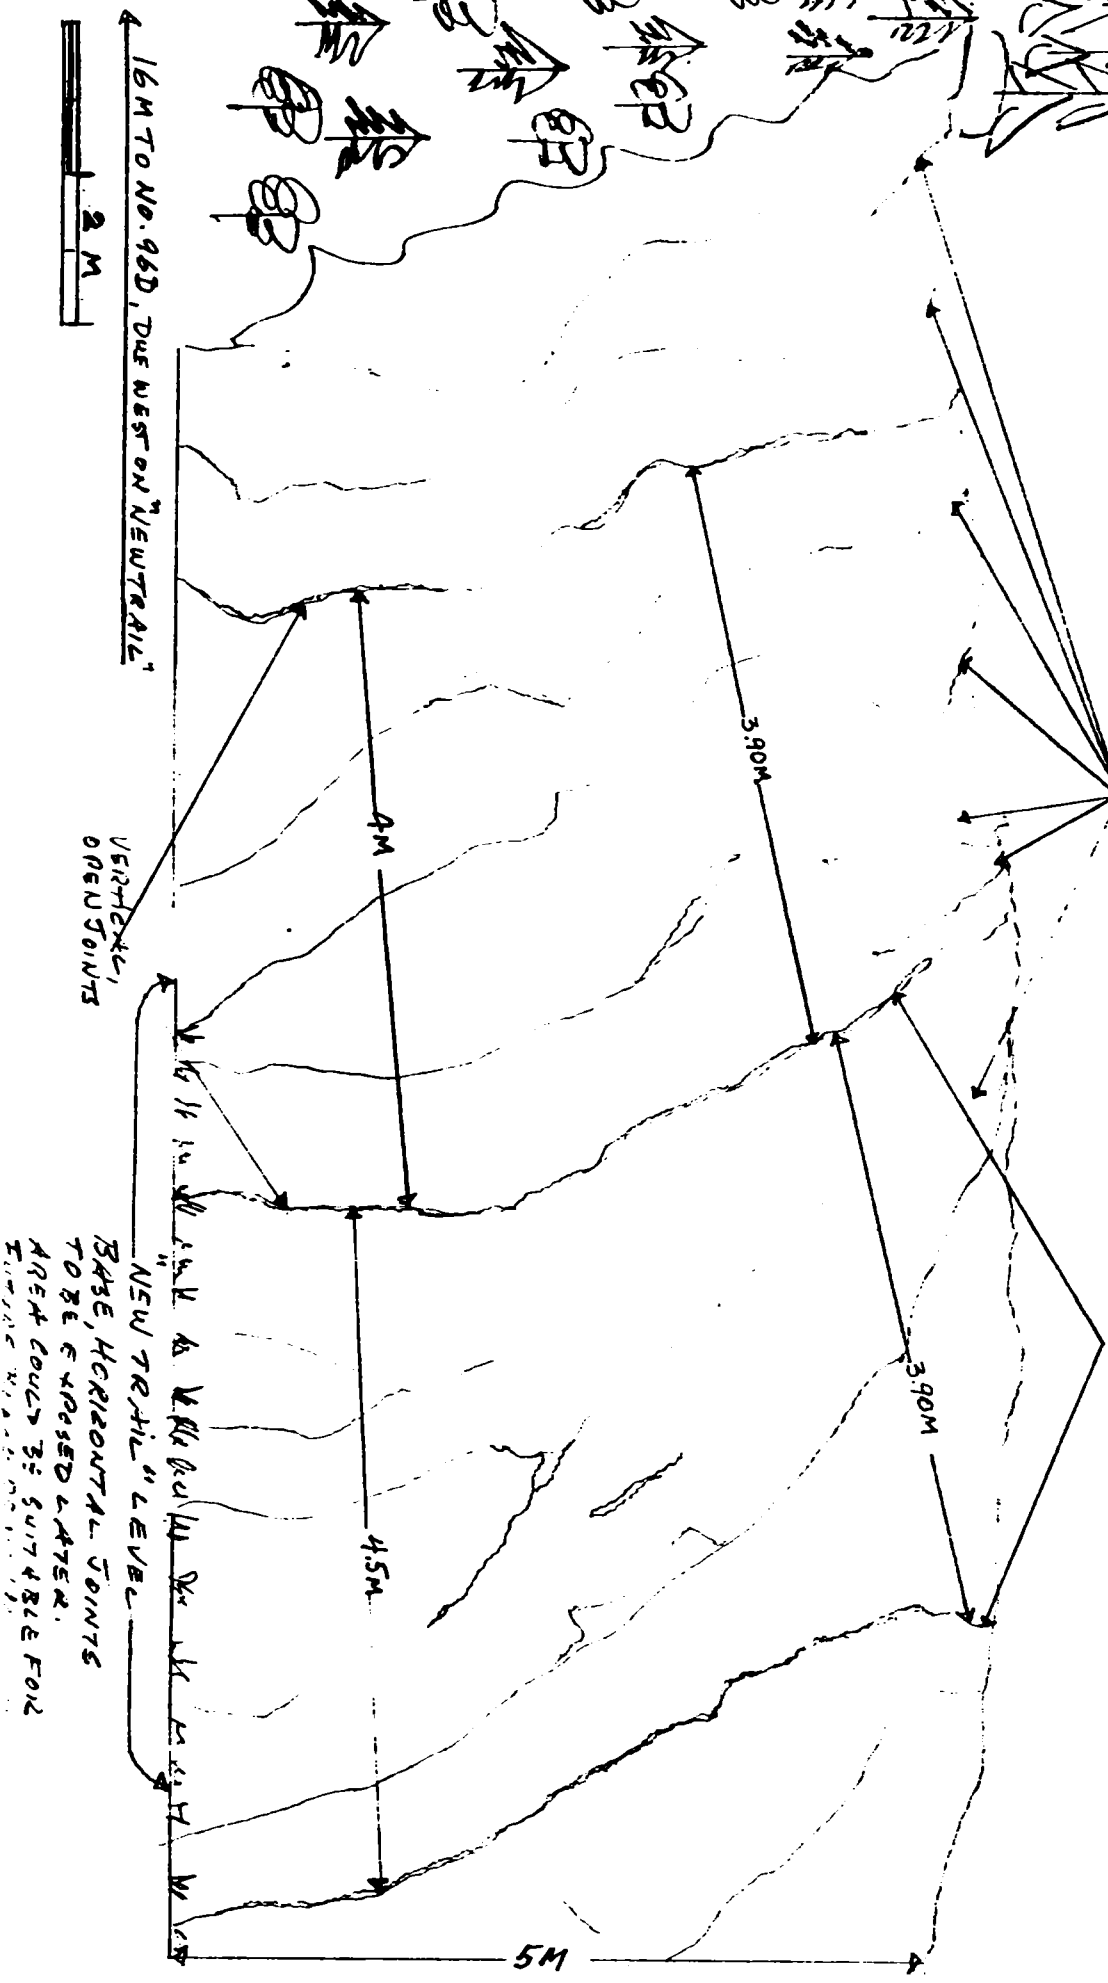 16M TO NO. 96D, DUE WEST ON "NEW TRAIL"
2 M
3.90M
4M
3.90M
4.5M
5M
VERTICAL,
OPEN JOINTS
"NEW TRAIL" LEVEL
BASE, HORIZONTAL JOINTS
TO BE EXPOSED LATER.
AREA COULD BE SUITABLE FOR